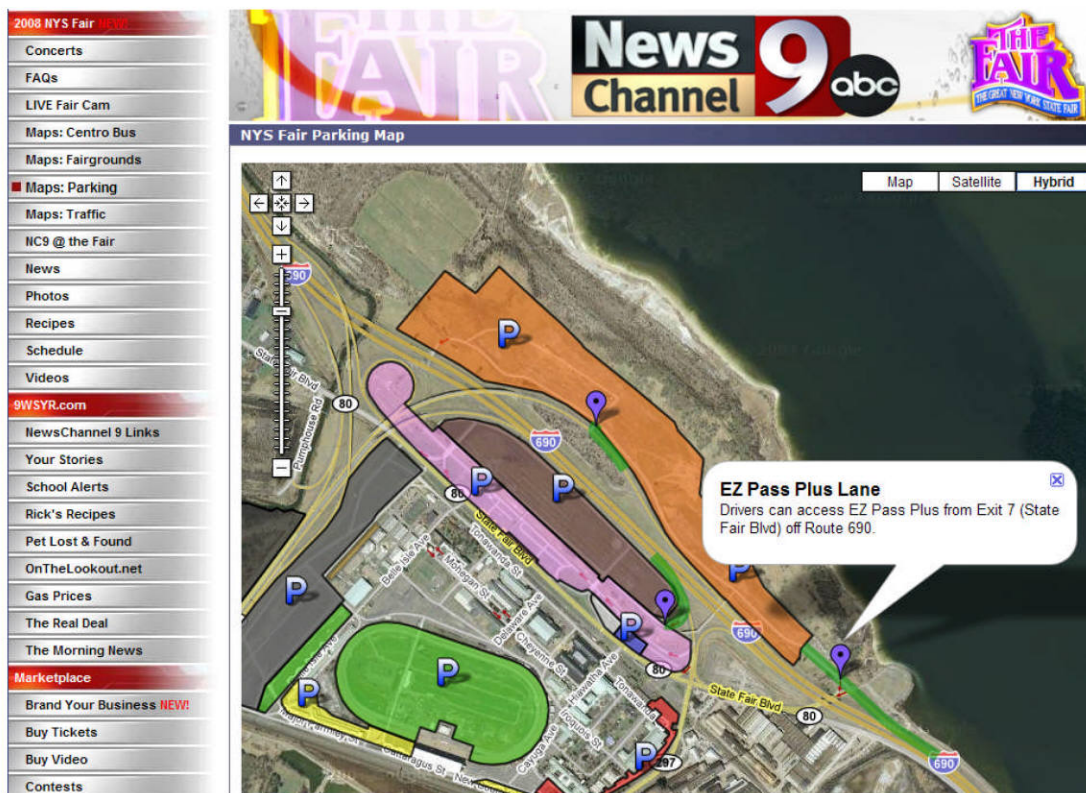 2008 NYS Fair NEW!
Concerts
FAQs
LIVE Fair Cam
Maps: Centro Bus
Maps: Fairgrounds
Maps: Parking
Maps: Traffic
NC9 @ the Fair
News
Photos
Recipes
Schedule
Videos
9WSYR.com
NewsChannel 9 Links
Your Stories
School Alerts
Rick's Recipes
Pet Lost & Found
OnTheLookout.net
Gas Prices
The Real Deal
The Morning News
Marketplace
Brand Your Business NEW!
Buy Tickets
Buy Video
Contests
THE
FAIR
News
Channel
9
abc
THE
FAIR
THE GREAT NEW YORK STATE FAIR
NYS Fair Parking Map
Map
Satellite
Hybrid
690
P
State Fair Blvd
80
Pumphouse Rd
690
P
P
80
State Fair Blvd
EZ Pass Plus Lane
Drivers can access EZ Pass Plus from Exit 7 (State
Fair Blvd) off Route 690.
P
Belle Isle Ave
Tonawanda St
Mohegan St
Delaware Ave
Cheyenne St
P
P
690
80
Hiawatha Ave
Tonawanda
Iroquois St
Cayuga Ave
P
P
State Fair Blvd
80
P
297
690